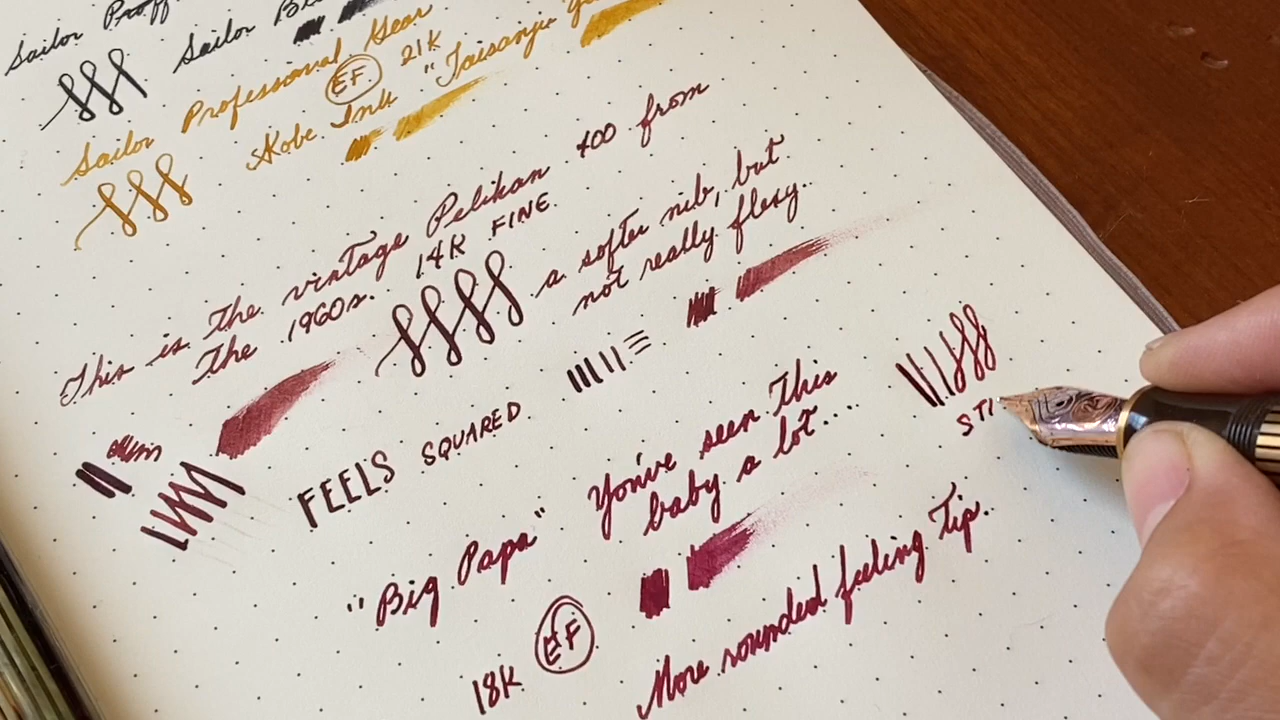 Sailor
Sailor
Sailor Professional Gear
EF. 21K
Kobe Ink "Taisanji
This is the vintage Pelikan 400 from
the 1960s. 14K FINE.
a softer nib, but
not really flexy..
FEELS SQUARED
"Big Papa"
You've seen this
baby a lot....
STI
18K EF
More rounded feeling tip.